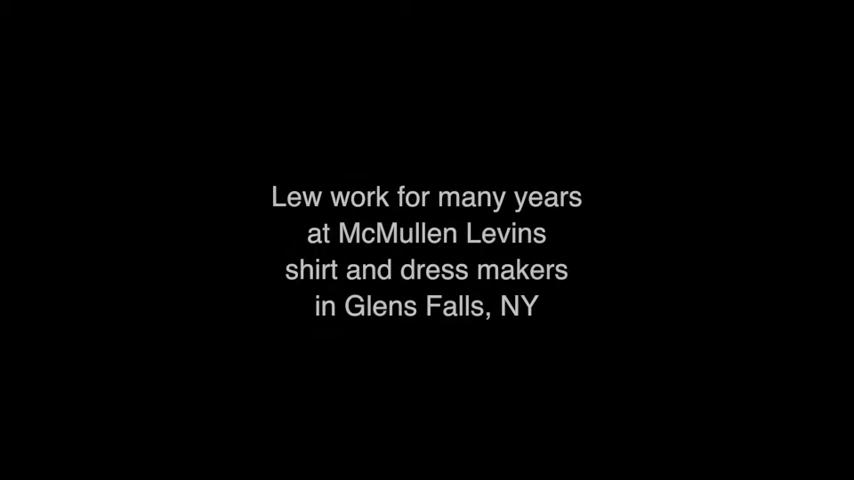 Lew work for many years
at McMullen Levins
shirt and dress makers
in Glens Falls, NY